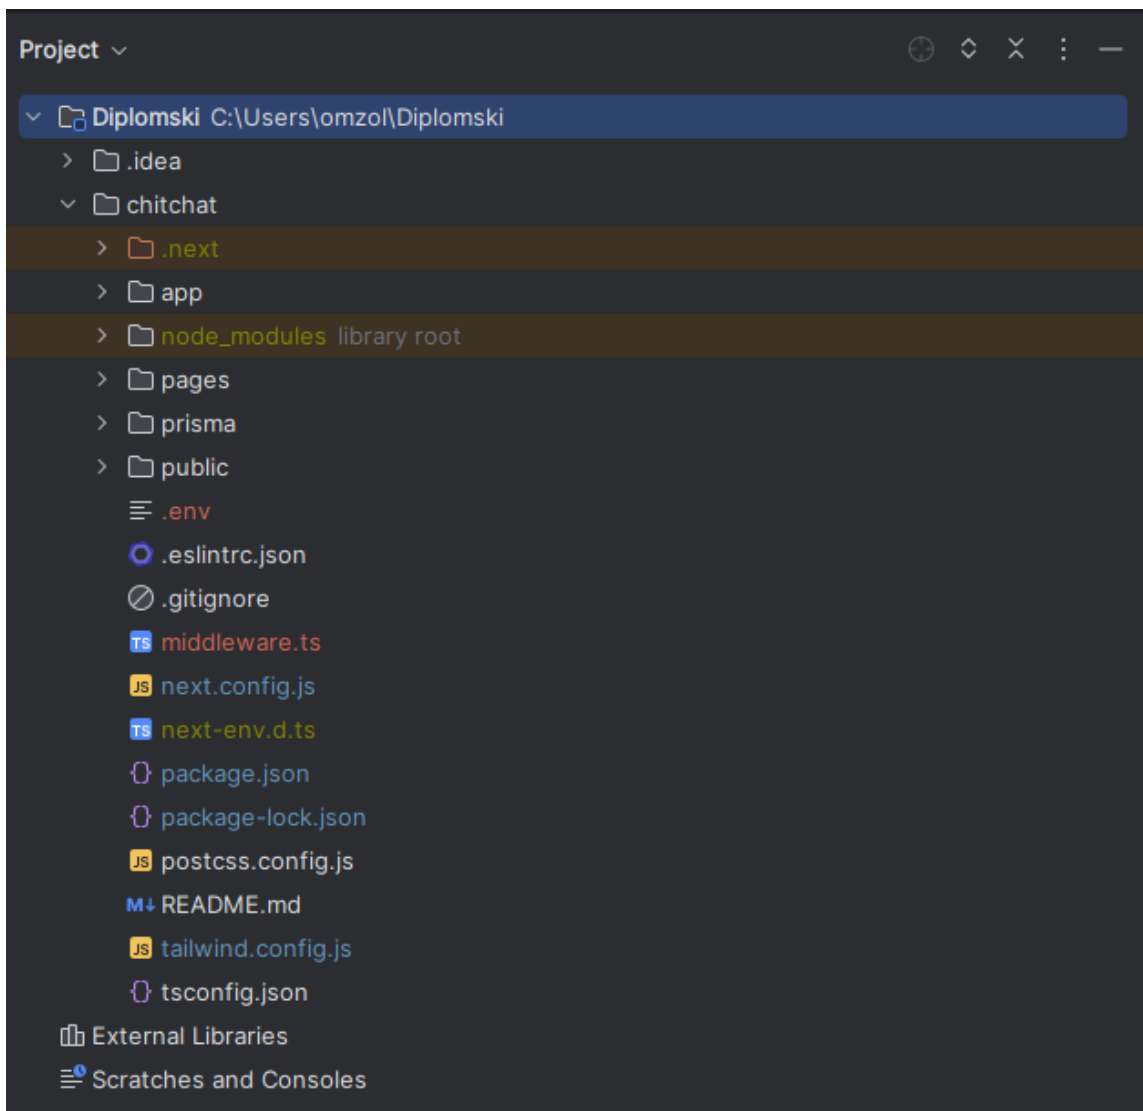 Project
Diplomski C:\Users\omzol\Diplomski
.idea
chitchat
.next
app
node_modules library root
pages
prisma
public
.env
.eslintrc.json
.gitignore
TS middleware.ts
JS next.config.js
TS next-env.d.ts
{} package.json
{} package-lock.json
JS postcss.config.js
M↓ README.md
JS tailwind.config.js
{} tsconfig.json
External Libraries
Scratches and Consoles